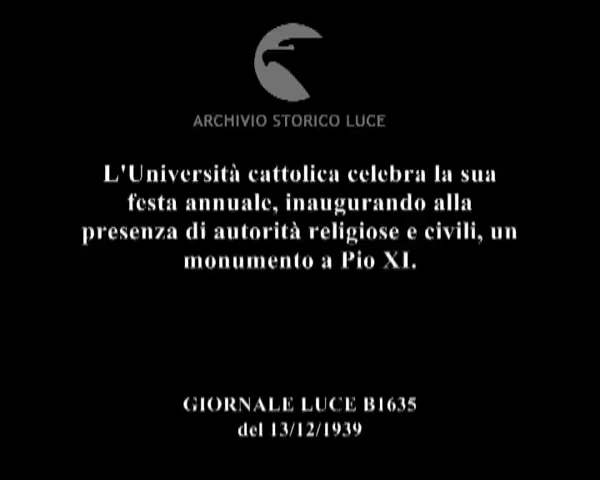 ARCHIVIO STORICO LUCE
L'Università cattolica celebra la sua
festa annuale, inaugurando alla
presenza di autorità religiose e civili, un
monumento a Pio XI.
GIORNALE LUCE B1635
del 13/12/1939